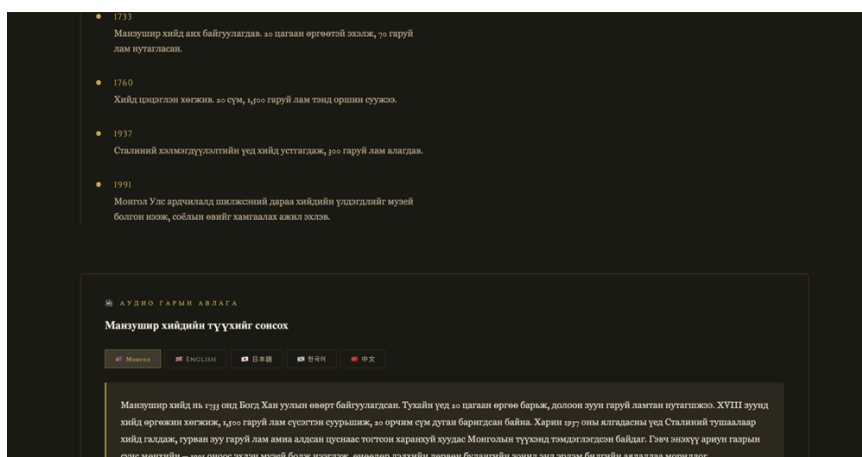 1733
Манзушир хийд анх байгуулагдав. 20 цагаан өргөөтэй эхэлж, 70 гаруй
лам нутагласан.
1760
Хийд цэцэглэн хөгжив. 20 сүм, 1,500 гаруй лам тэнд оршин суужээ.
1937
Сталиний хэлмэгдүүлэлтийн үед хийд устгагдаж, 300 гаруй лам алагдав.
1991
Монгол Улс ардчилалд шилжсэний дараа хийдийн үлдэгдлийг музей
болгон нээж, соёлын өвийг хамгаалах ажил эхлэв.
АУДИО ГАРЫН АВЛАГА
Манзушир хийдийн түүхийг сонсох
Монгол ENGLISH 日本語 한국어 中文
Манзушир хийд нь 1733 онд Богд Хан уулын өвөрт байгуулагдсан. Тухайн үед 20 цагаан өргөө барьж, долоон зуун гаруй ламтан нутагшжээ. XVIII зуунд
хийд өргөжин хөгжиж, 1,500 гаруй лам сүсэгтэн суурьшиж, 20 орчим сүм дуган баригдсан байна. Харин 1937 оны ялгадасны үед Сталиний тушаалаар
хийд галдаж, гурван зуу гаруй лам амиа алдсан цуснаас тогтсон харанхуй хуудас Монголын түүхэнд тэмдэглэгдсэн байдаг. Гэвч энэхүү ариун газрын